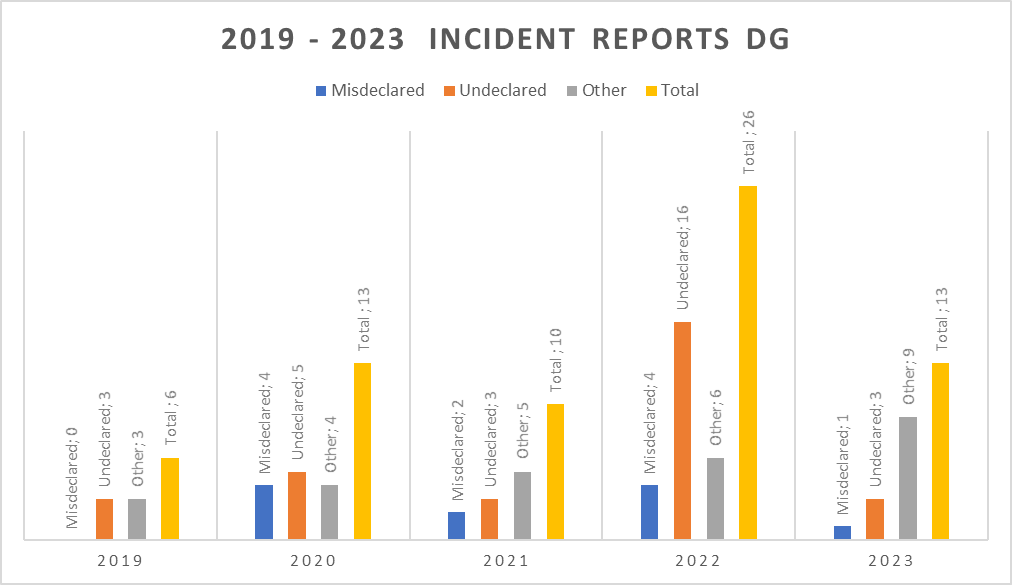 2019 - 2023 INCIDENT REPORTS DG
Misdeclared Undeclared Other Total
Misdeclared; 0
Undeclared; 3
Other; 3
Total ; 6
Misdeclared; 4
Undeclared; 5
Other; 4
Total ; 13
Misdeclared; 2
Undeclared; 3
Other; 5
Total ; 10
Misdeclared; 4
Undeclared; 16
Other; 6
Total ; 26
Misdeclared; 1
Undeclared; 3
Other; 9
Total ; 13
2019 2020 2021 2022 2023